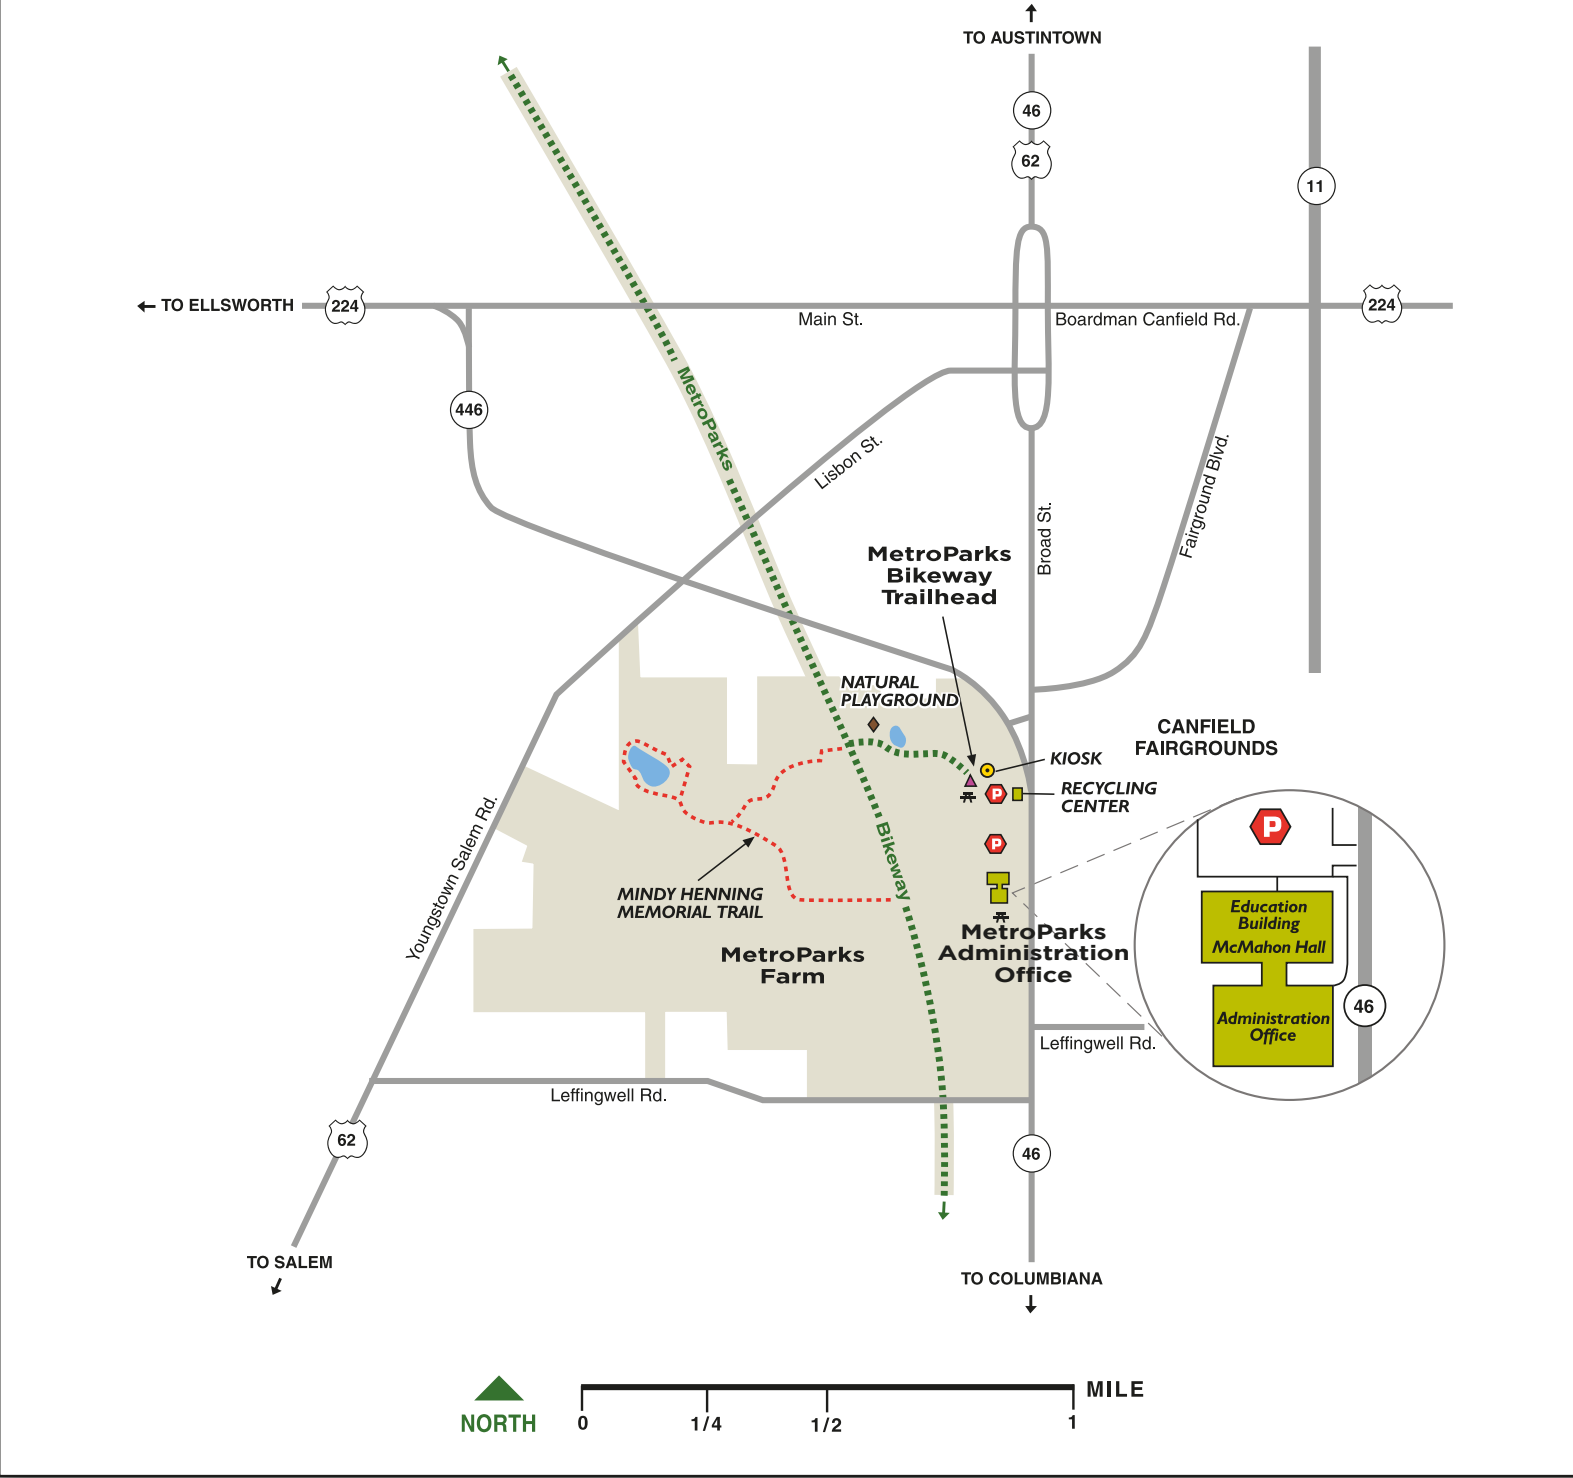 TO AUSTINTOWN
46
62
11
TO ELLSWORTH
224
Main St.
Boardman Canfield Rd.
224
446
MetroParks
Lisbon St.
Broad St.
Fairground Blvd.
MetroParks
Bikeway
Trailhead
NATURAL
PLAYGROUND
CANFIELD
FAIRGROUNDS
KIOSK
RECYCLING
CENTER
P
P
P
Youngstown Salem Rd.
Bikeway
MINDY HENNING
MEMORIAL TRAIL
MetroParks
Farm
MetroParks
Administration
Office
Education
Building
McMahon Hall
Administration
Office
46
Leffingwell Rd.
Leffingwell Rd.
62
46
TO SALEM
TO COLUMBIANA
NORTH
MILE
0
1/4
1/2
1